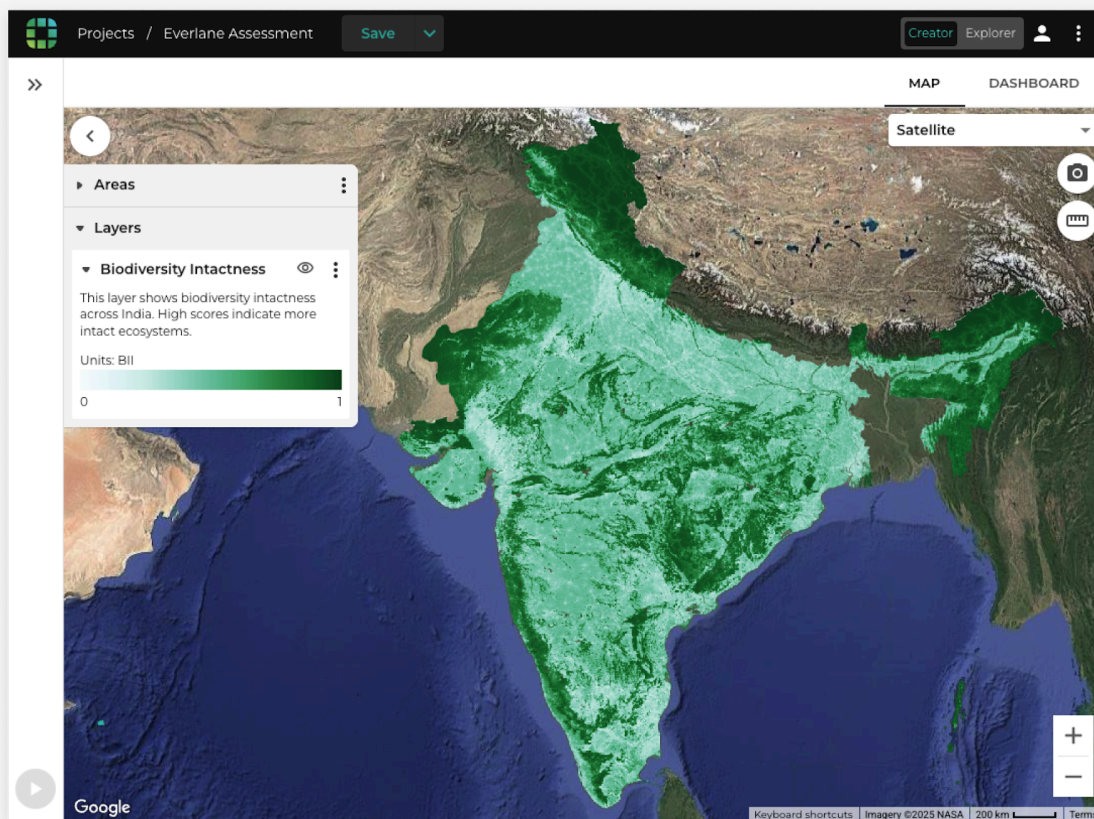 Projects / Everlane Assessment
Save
Creator
Explorer
MAP
DASHBOARD
Satellite
Areas
Layers
Biodiversity Intactness
This layer shows biodiversity intactness
across India. High scores indicate more
intact ecosystems.
Units: BII
0
1
Google
Keyboard shortcuts
Imagery ©2025 NASA
200 km
Terms